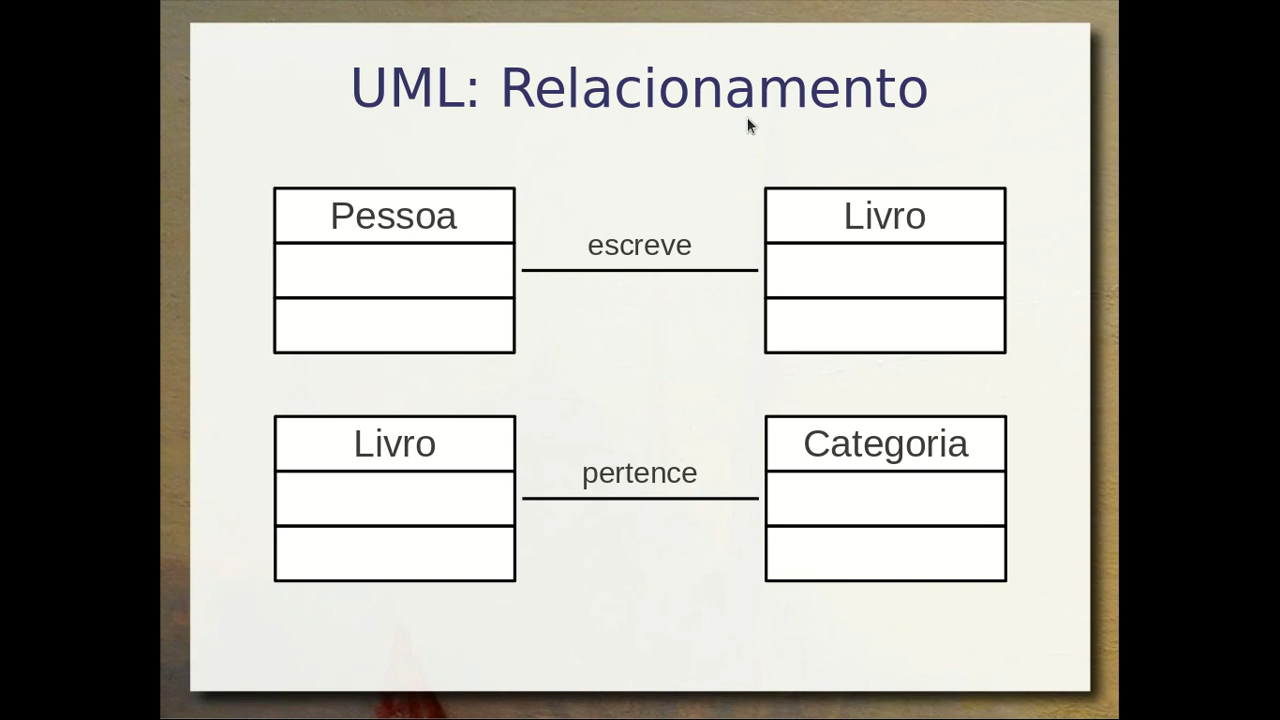 UML: Relacionamento
Pessoa
escreve
Livro
Livro
pertence
Categoria